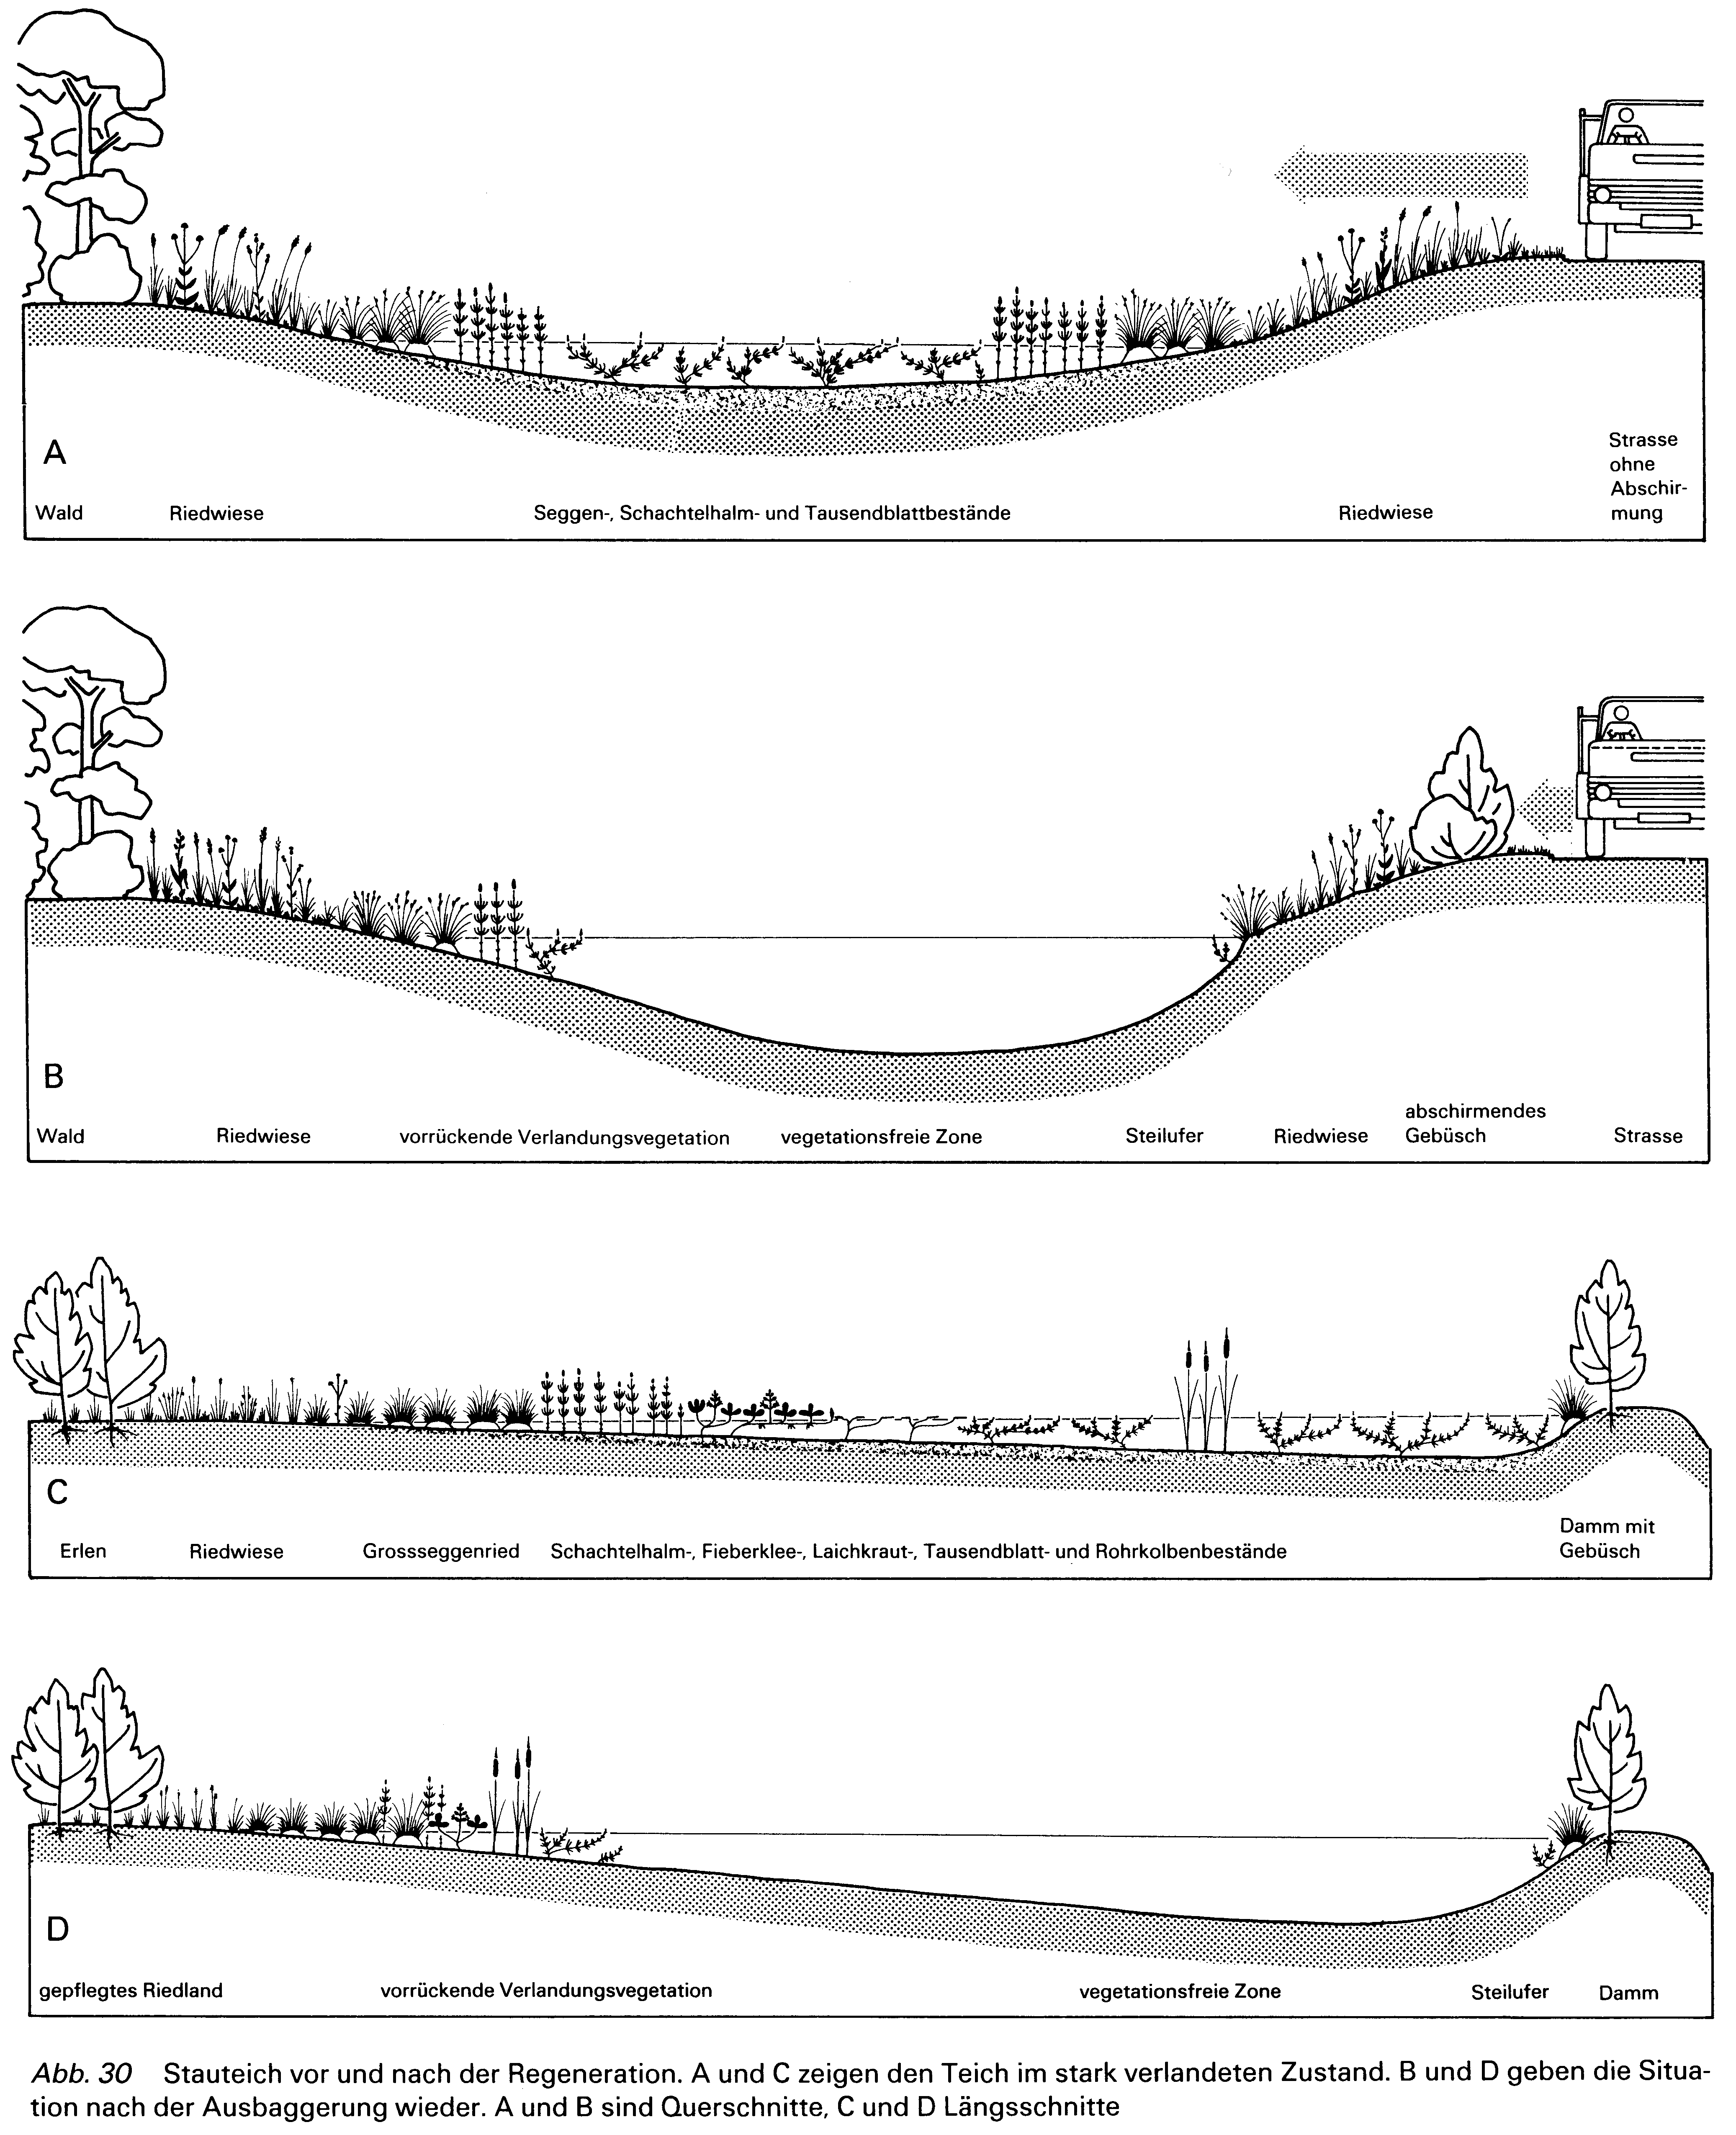 A
Wald
Riedwiese
Seggen-, Schachtelhalm- und Tausendblattbestände
Riedwiese
Strasse
ohne
Abschir-
mung
B
Wald
Riedwiese
vorrückende Verlandungsvegetation
vegetationsfreie Zone
Steilufer
Riedwiese
abschirmendes
Gebüsch
Strasse
C
Erlen
Riedwiese
Grossseggenried
Schachtelhalm-, Fieberklee-, Laichkraut-, Tausendblatt- und Rohrkolbenbestände
Damm mit
Gebüsch
D
gepflegtes Riedland
vorrückende Verlandungsvegetation
vegetationsfreie Zone
Steilufer
Damm
Abb. 30 Stauteich vor und nach der Regeneration. A und C zeigen den Teich im stark verlandeten Zustand. B und D geben die Situa-
tion nach der Ausbaggerung wieder. A und B sind Querschnitte, C und D Längsschnitte